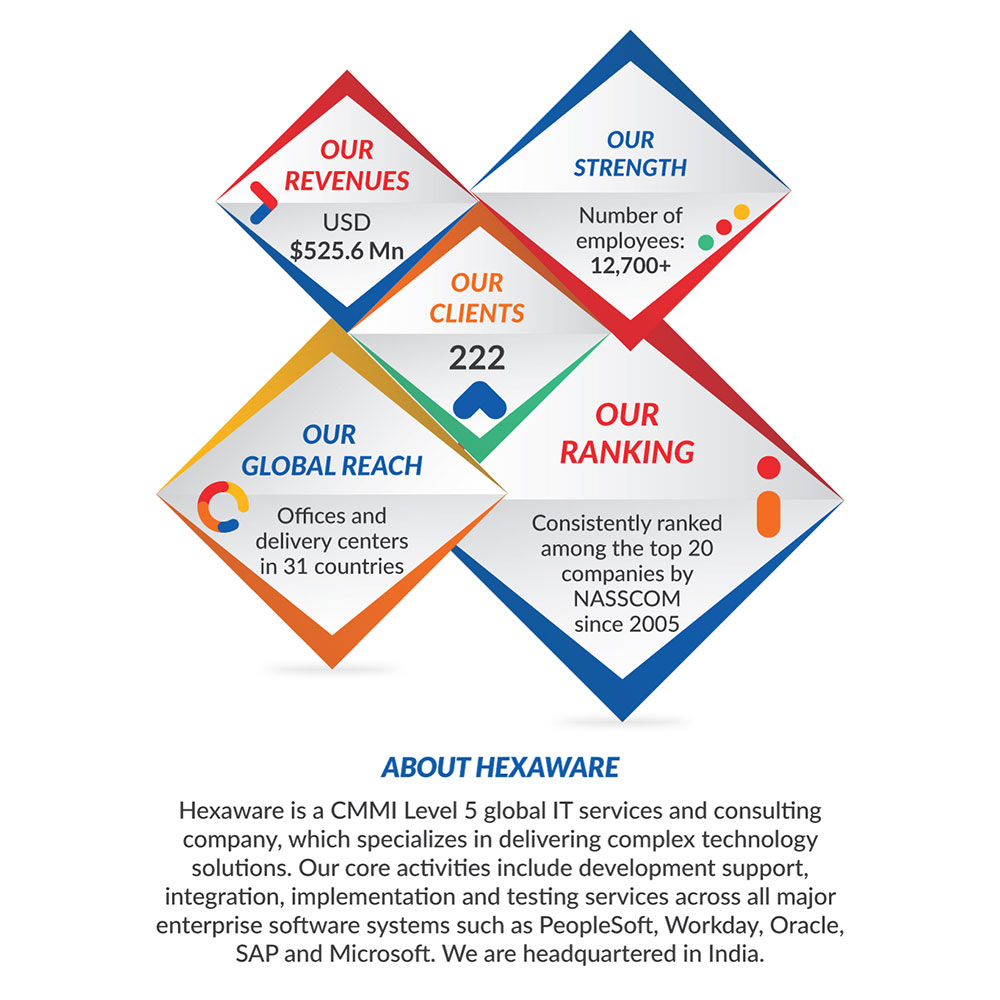 OUR
REVENUES
USD
$525.6 Mn
OUR
STRENGTH
Number of
employees:
12,700+
OUR
CLIENTS
222
OUR
GLOBAL REACH
Offices and
delivery centers
in 31 countries
OUR
RANKING
Consistently ranked
among the top 20
companies by
NASSCOM
since 2005
ABOUT HEXAWARE
Hexaware is a CMMI Level 5 global IT services and consulting
company, which specializes in delivering complex technology
solutions. Our core activities include development support,
integration, implementation and testing services across all major
enterprise software systems such as PeopleSoft, Workday, Oracle,
SAP and Microsoft. We are headquartered in India.